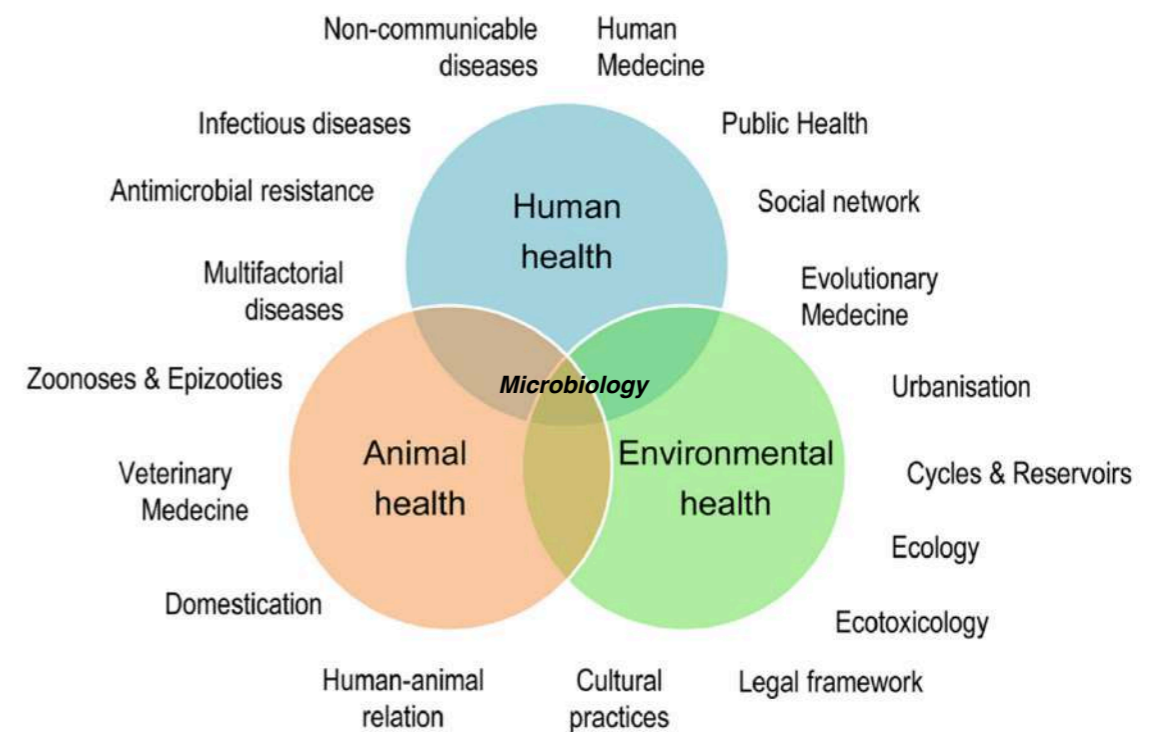 Non-communicable
diseases
Human
Medecine
Infectious diseases
Public Health
Antimicrobial resistance
Social network
Human
health
Multifactorial
diseases
Evolutionary
Medecine
Zoonoses & Epizooties
Microbiology
Urbanisation
Animal
health
Environmental
health
Veterinary
Medecine
Cycles & Reservoirs
Ecology
Domestication
Ecotoxicology
Human-animal
relation
Cultural
practices
Legal framework